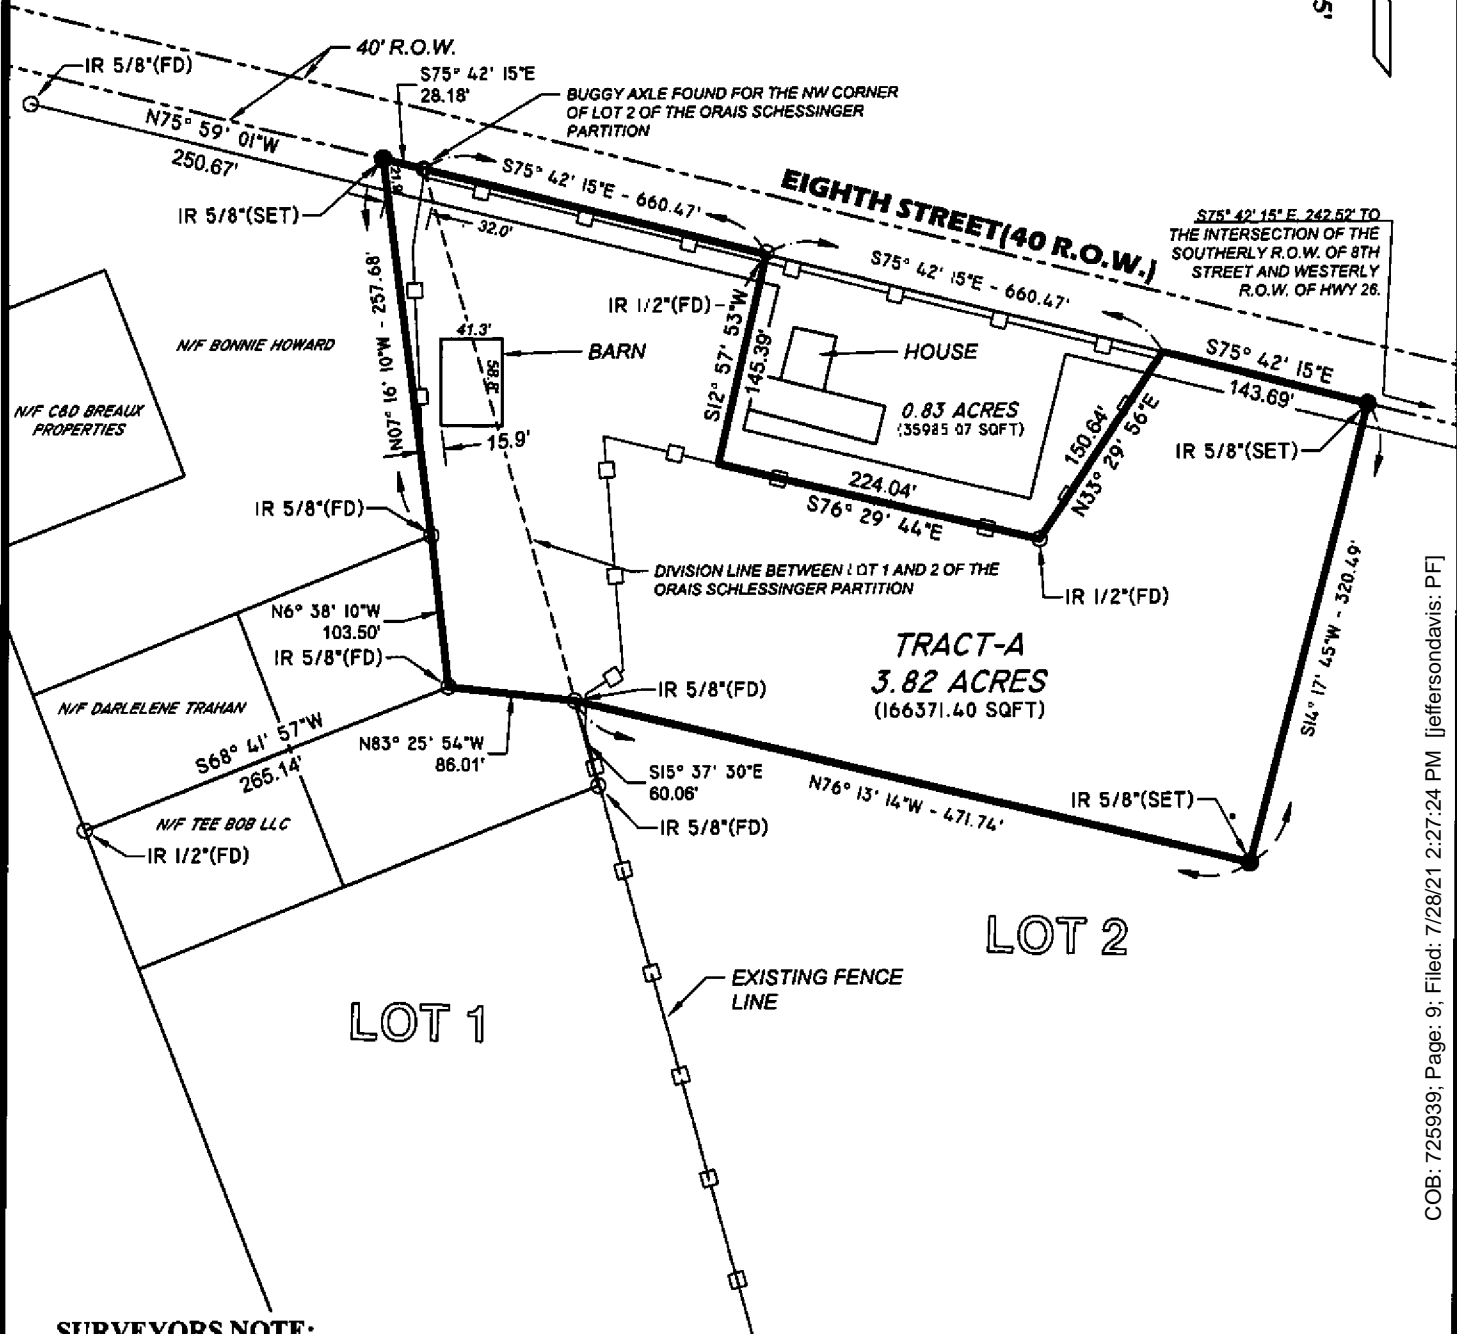 5'
40' R.O.W.
IR 5/8"(FD)
S75° 42' 15"E
28.18'
BUGGY AXLE FOUND FOR THE NW CORNER
OF LOT 2 OF THE ORAIS SCHESSINGER
PARTITION
N75° 59' 01"W
250.67'
21.9'
IR 5/8"(SET)
S75° 42' 15"E - 660.47'
32.0'
EIGHTH STREET(40 R.O.W.)
S75° 42' 15" E, 242.52' TO
THE INTERSECTION OF THE
SOUTHERLY R.O.W. OF 8TH
STREET AND WESTERLY
R.O.W. OF HWY 26.
S75° 42' 15"E - 660.47'
IR 1/2"(FD)
N07° 16' 10"W - 257.68'
N/F BONNIE HOWARD
41.3'
58.8'
BARN
15.9'
S12° 57' 53"W
145.39'
HOUSE
0.83 ACRES
(35985.07 SQFT)
S75° 42' 15"E
143.69'
IR 5/8"(SET)
N/F C&D BREAUX
PROPERTIES
150.64'
N33° 29' 56"E
224.04'
S76° 29' 44"E
IR 5/8"(FD)
DIVISION LINE BETWEEN LOT 1 AND 2 OF THE
ORAIS SCHLESSINGER PARTITION
IR 1/2"(FD)
N6° 38' 10"W
103.50'
IR 5/8"(FD)
TRACT-A
3.82 ACRES
(166371.40 SQFT)
S14° 17' 45"W - 320.49'
IR 5/8"(FD)
N/F DARLELENE TRAHAN
S68° 41' 57"W
265.14'
N83° 25' 54"W
86.01'
S15° 37' 30"E
60.06'
N76° 13' 14"W - 471.74'
IR 5/8"(SET)
N/F TEE BOB LLC
IR 5/8"(FD)
IR 1/2"(FD)
LOT 2
EXISTING FENCE
LINE
LOT 1
SURVEYORS NOTE:
COB: 725939; Page: 9; Filed: 7/28/21 2:27:24 PM [jeffersondavis: PF]